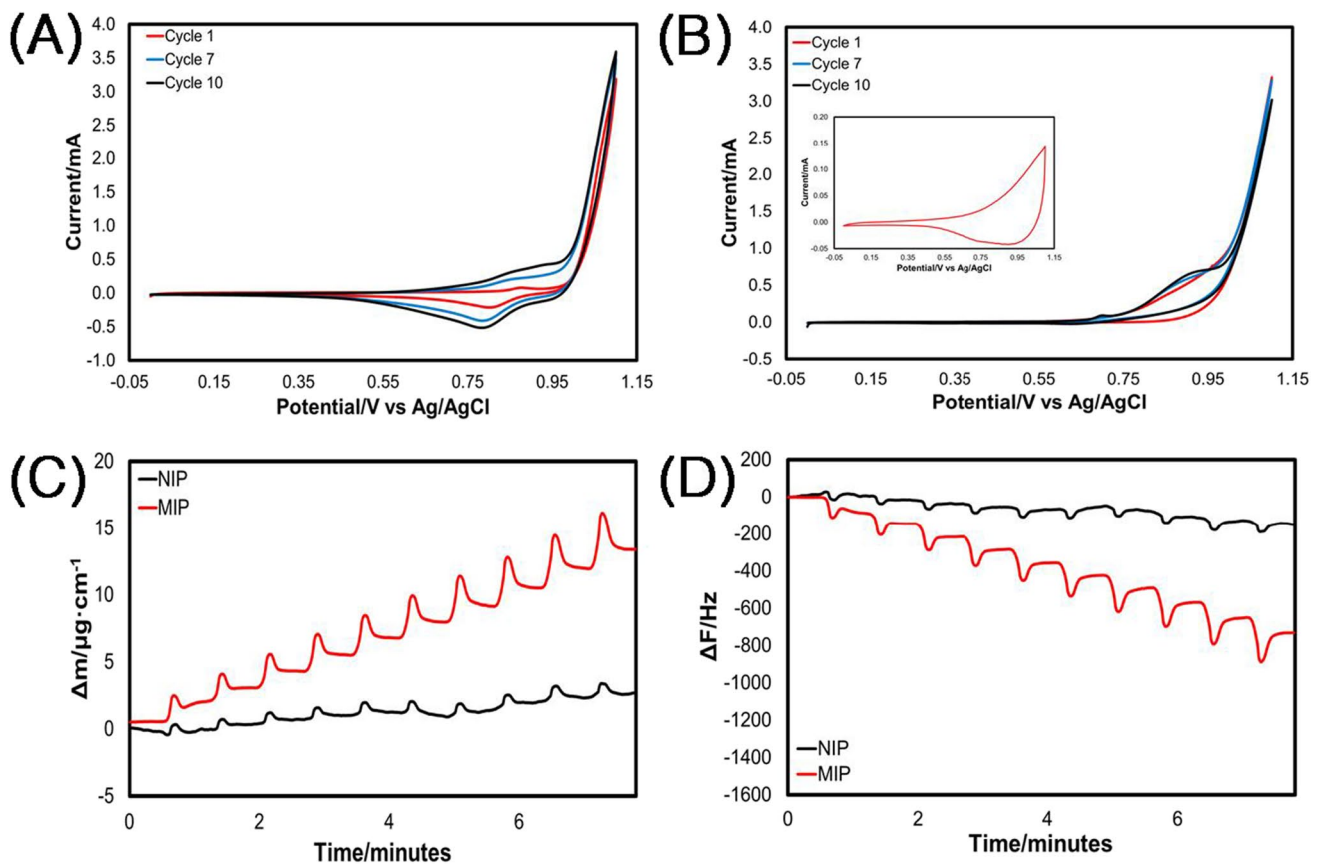 (A)
4.0
3.5
3.0
2.5
2.0
1.5
1.0
0.5
0.0
-0.5
-1.0
Current/mA
Cycle 1
Cycle 7
Cycle 10
-0.05 0.15 0.35 0.55 0.75 0.95 1.15
Potential/V vs Ag/AgCl
(B)
4.0
3.5
3.0
2.5
2.0
1.5
1.0
0.5
0.0
-0.5
Current/mA
Cycle 1
Cycle 7
Cycle 10
0.20
0.15
0.10
0.05
0.00
-0.05
Current/mA
-0.05 0.15 0.35 0.55 0.75 0.95 1.15
Potential/V vs Ag/AgCl
-0.05 0.15 0.35 0.55 0.75 0.95 1.15
Potential/V vs Ag/AgCl
(C)
20
15
10
5
0
-5
Δm/µg·cm⁻¹
NIP
MIP
0 2 4 6
Time/minutes
(D)
200
0
-200
-400
-600
-800
-1000
-1200
-1400
-1600
ΔF/Hz
NIP
MIP
0 2 4 6
Time/minutes